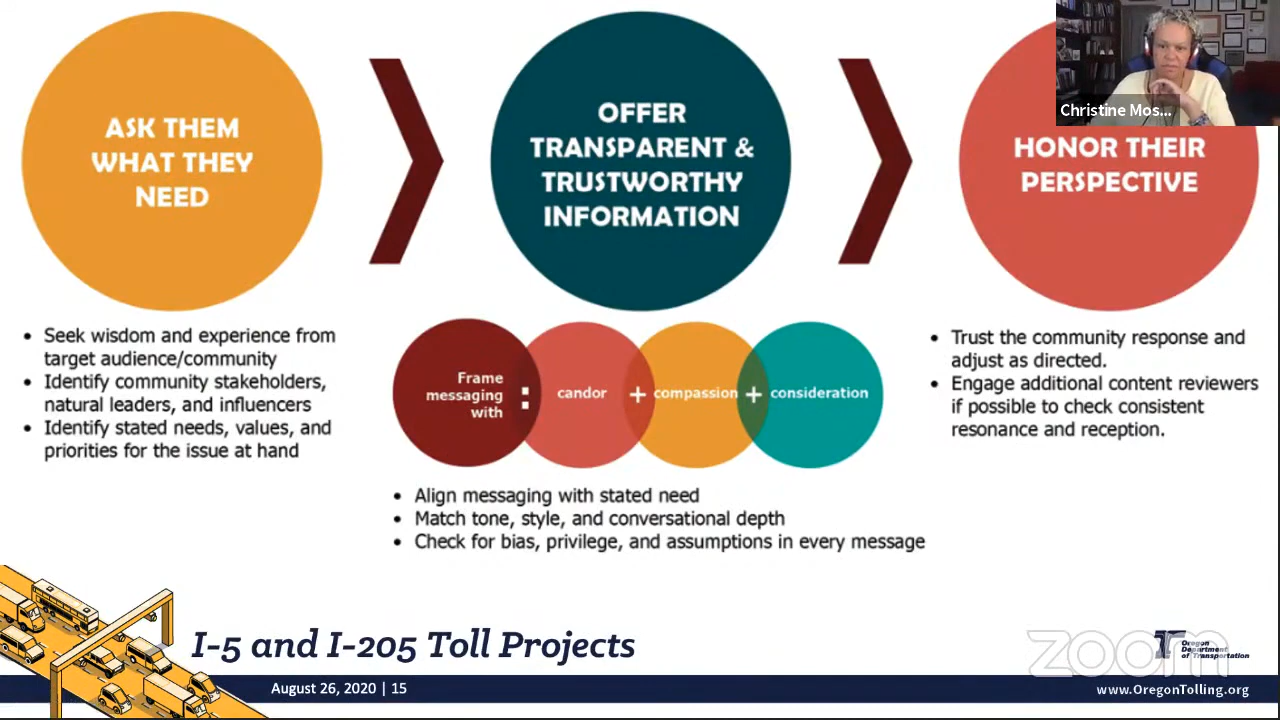 ASK THEM
WHAT THEY
NEED
OFFER
TRANSPARENT &
TRUSTWORTHY
INFORMATION
HONOR THEIR
PERSPECTIVE
Christine Mos...
• Seek wisdom and experience from
target audience/community
• Identify community stakeholders,
natural leaders, and influencers
• Identify stated needs, values, and
priorities for the issue at hand
Frame
messaging :
with
candor + compassion + consideration
• Align messaging with stated need
• Match tone, style, and conversational depth
• Check for bias, privilege, and assumptions in every message
• Trust the community response and
adjust as directed.
• Engage additional content reviewers
if possible to check consistent
resonance and reception.
I-5 and I-205 Toll Projects
zoom
Oregon
Department
of Transportation
August 26, 2020 | 15
www.OregonTolling.org